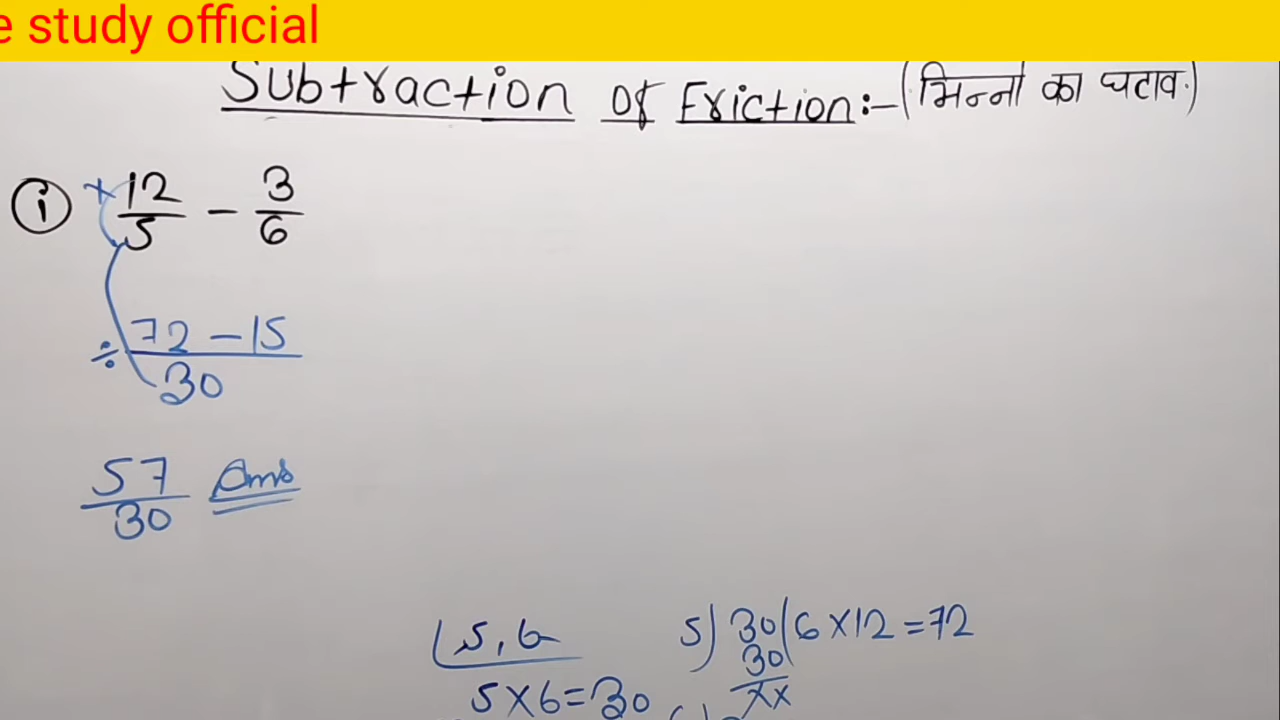 e study official
Subtraction of Friction:-(भिन्नों का घटाव.)
i 12/5 - 3/6
÷ 72 - 15 / 30
57/30 Ans
5, 6
5×6=30
5) 30 (6×12=72
30
××